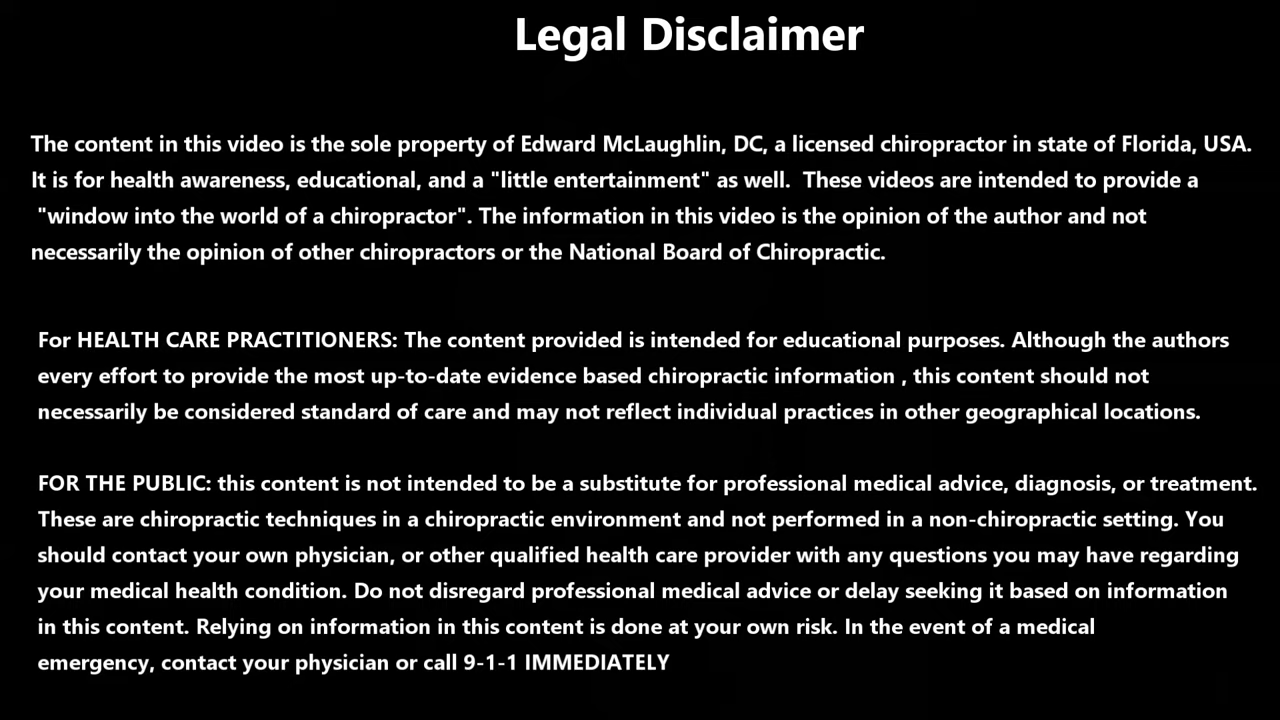 Legal Disclaimer
The content in this video is the sole property of Edward McLaughlin, DC, a licensed chiropractor in state of Florida, USA.
It is for health awareness, educational, and a "little entertainment" as well.  These videos are intended to provide a
"window into the world of a chiropractor". The information in this video is the opinion of the author and not
necessarily the opinion of other chiropractors or the National Board of Chiropractic.
For HEALTH CARE PRACTITIONERS: The content provided is intended for educational purposes. Although the authors
every effort to provide the most up-to-date evidence based chiropractic information , this content should not
necessarily be considered standard of care and may not reflect individual practices in other geographical locations.
FOR THE PUBLIC: this content is not intended to be a substitute for professional medical advice, diagnosis, or treatment.
These are chiropractic techniques in a chiropractic environment and not performed in a non-chiropractic setting. You
should contact your own physician, or other qualified health care provider with any questions you may have regarding
your medical health condition. Do not disregard professional medical advice or delay seeking it based on information
in this content. Relying on information in this content is done at your own risk. In the event of a medical
emergency, contact your physician or call 9-1-1 IMMEDIATELY